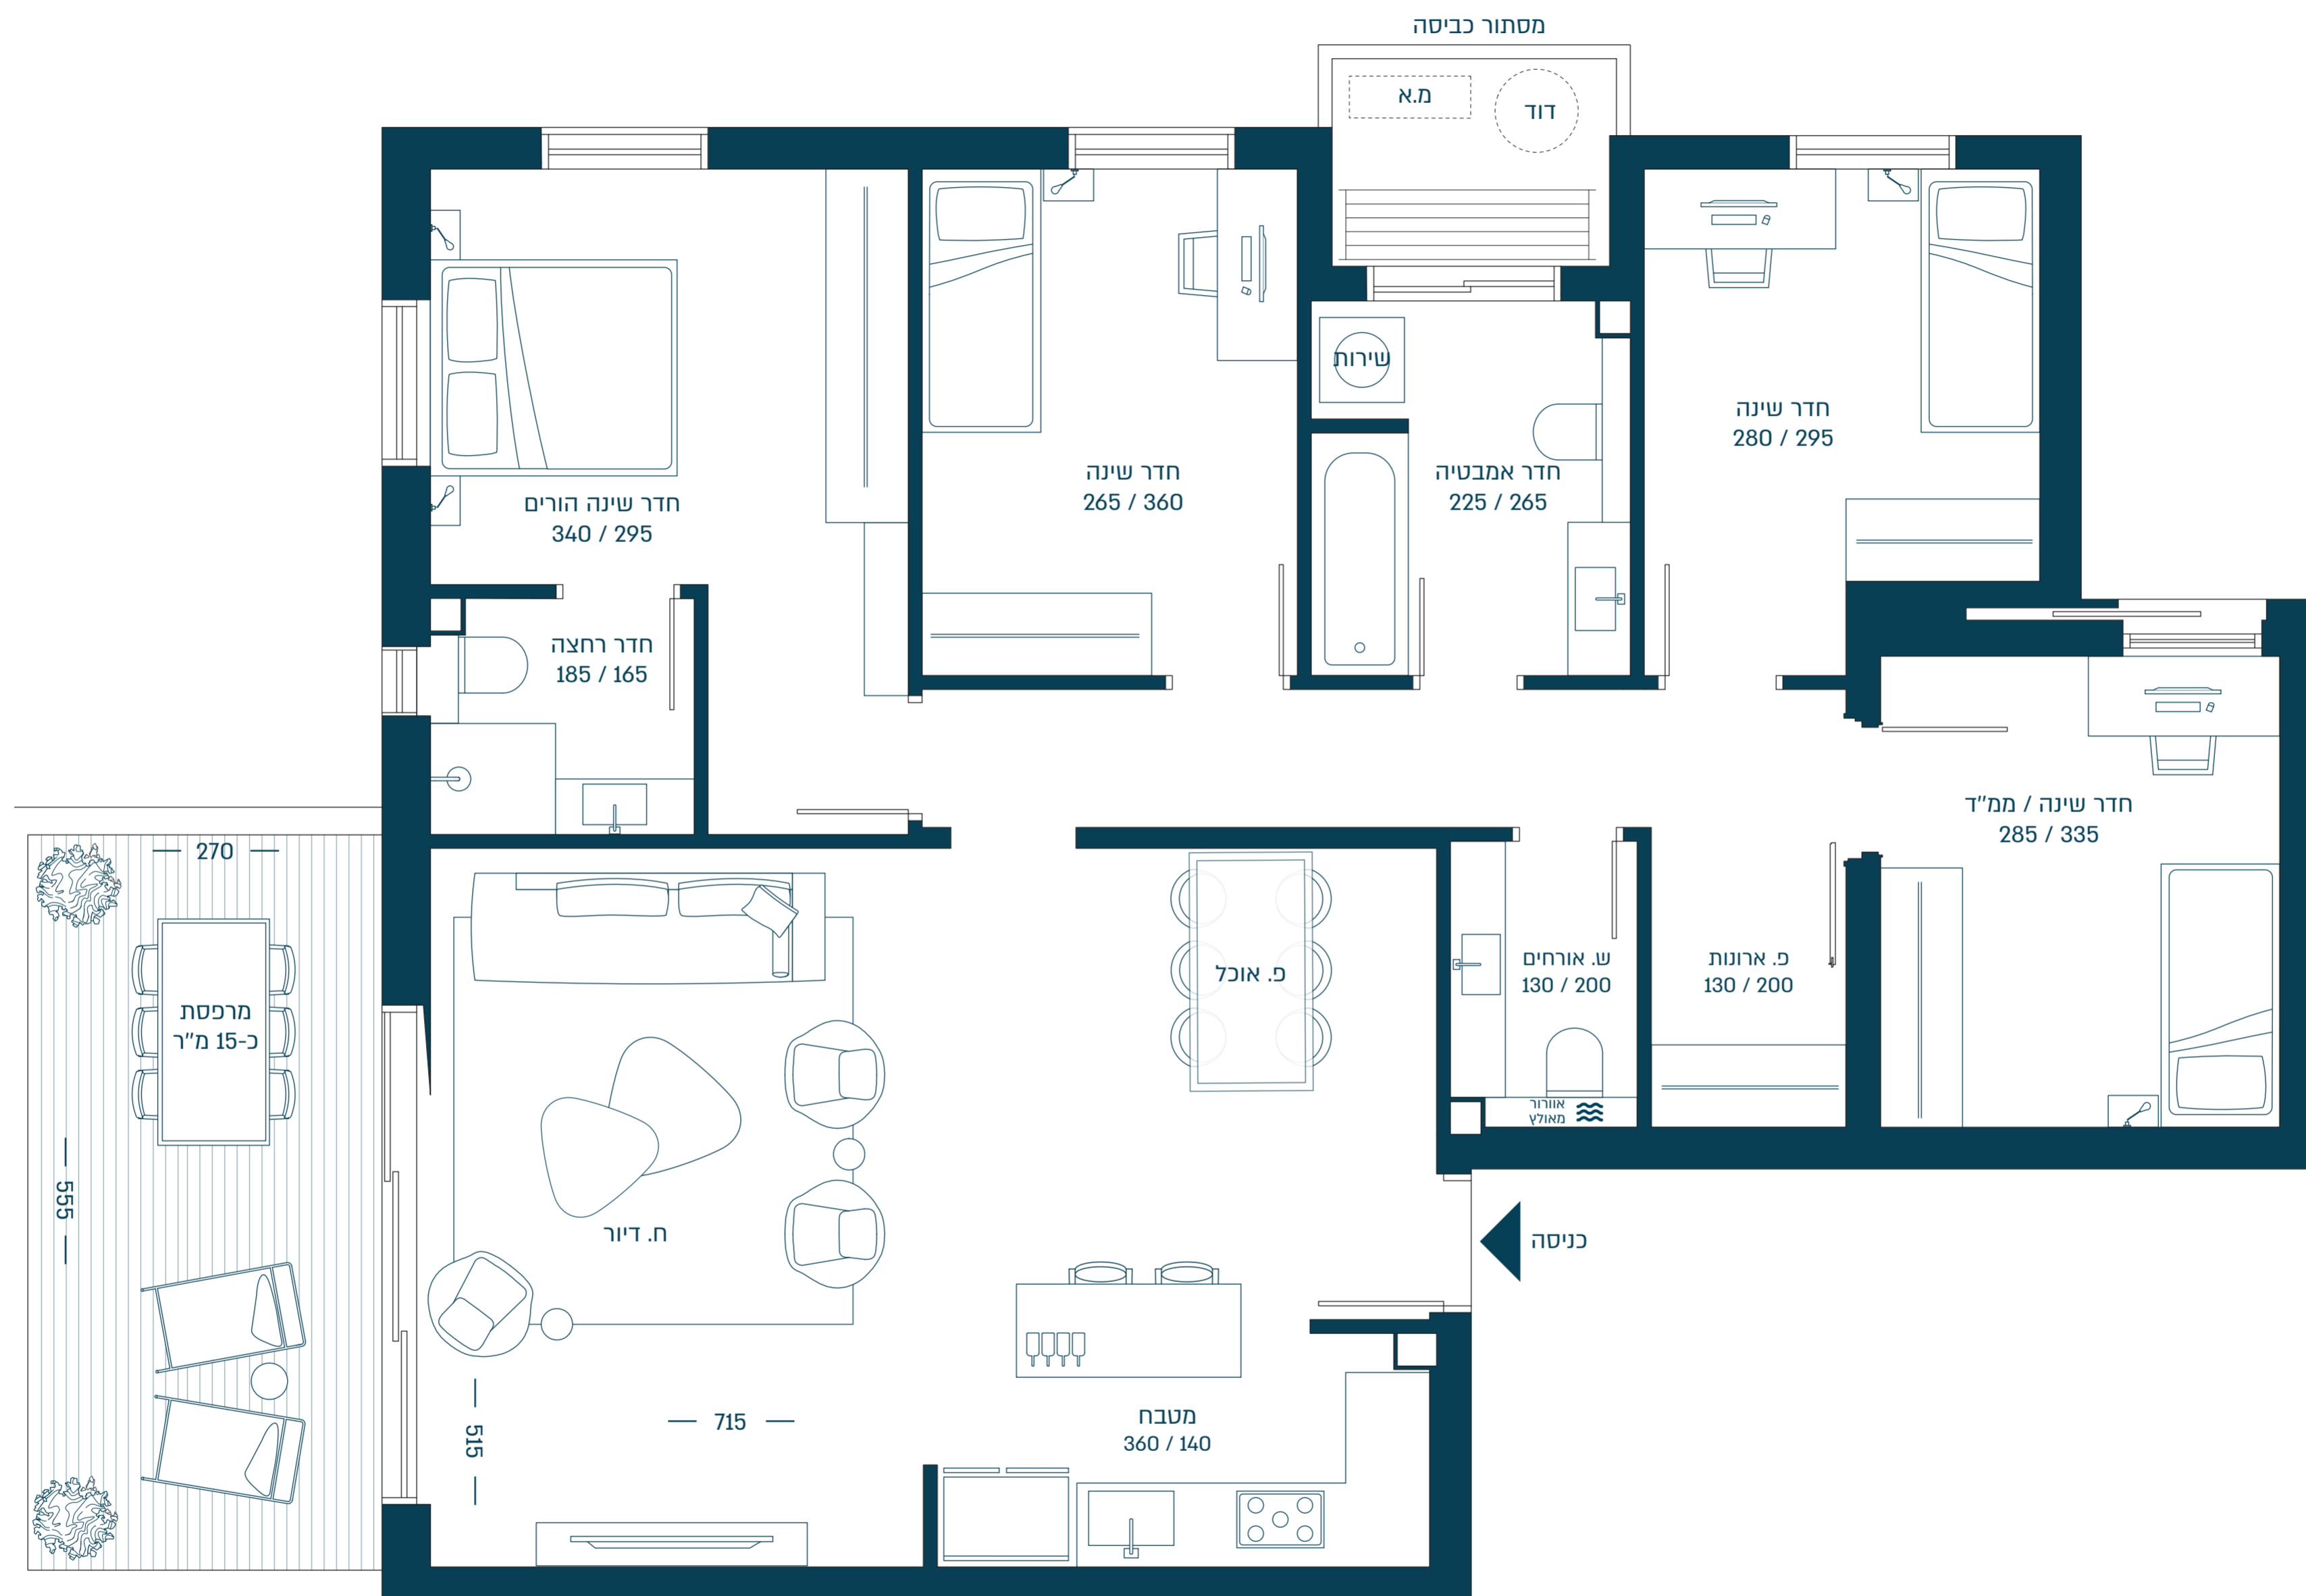 מסתור כביסה
מ.א
דוד
שירות
חדר שינה
280 / 295
חדר אמבטיה
225 / 265
חדר שינה
265 / 360
חדר שינה הורים
340 / 295
חדר רחצה
185 / 165
חדר שינה / ממ"ד
285 / 335
270
מרפסת
כ-15 מ"ר
555
פ. אוכל
ש. אורחים
130 / 200
פ. ארונות
130 / 200
אוורור
מאולץ
ח. דיור
כניסה
715
515
מטבח
360 / 140